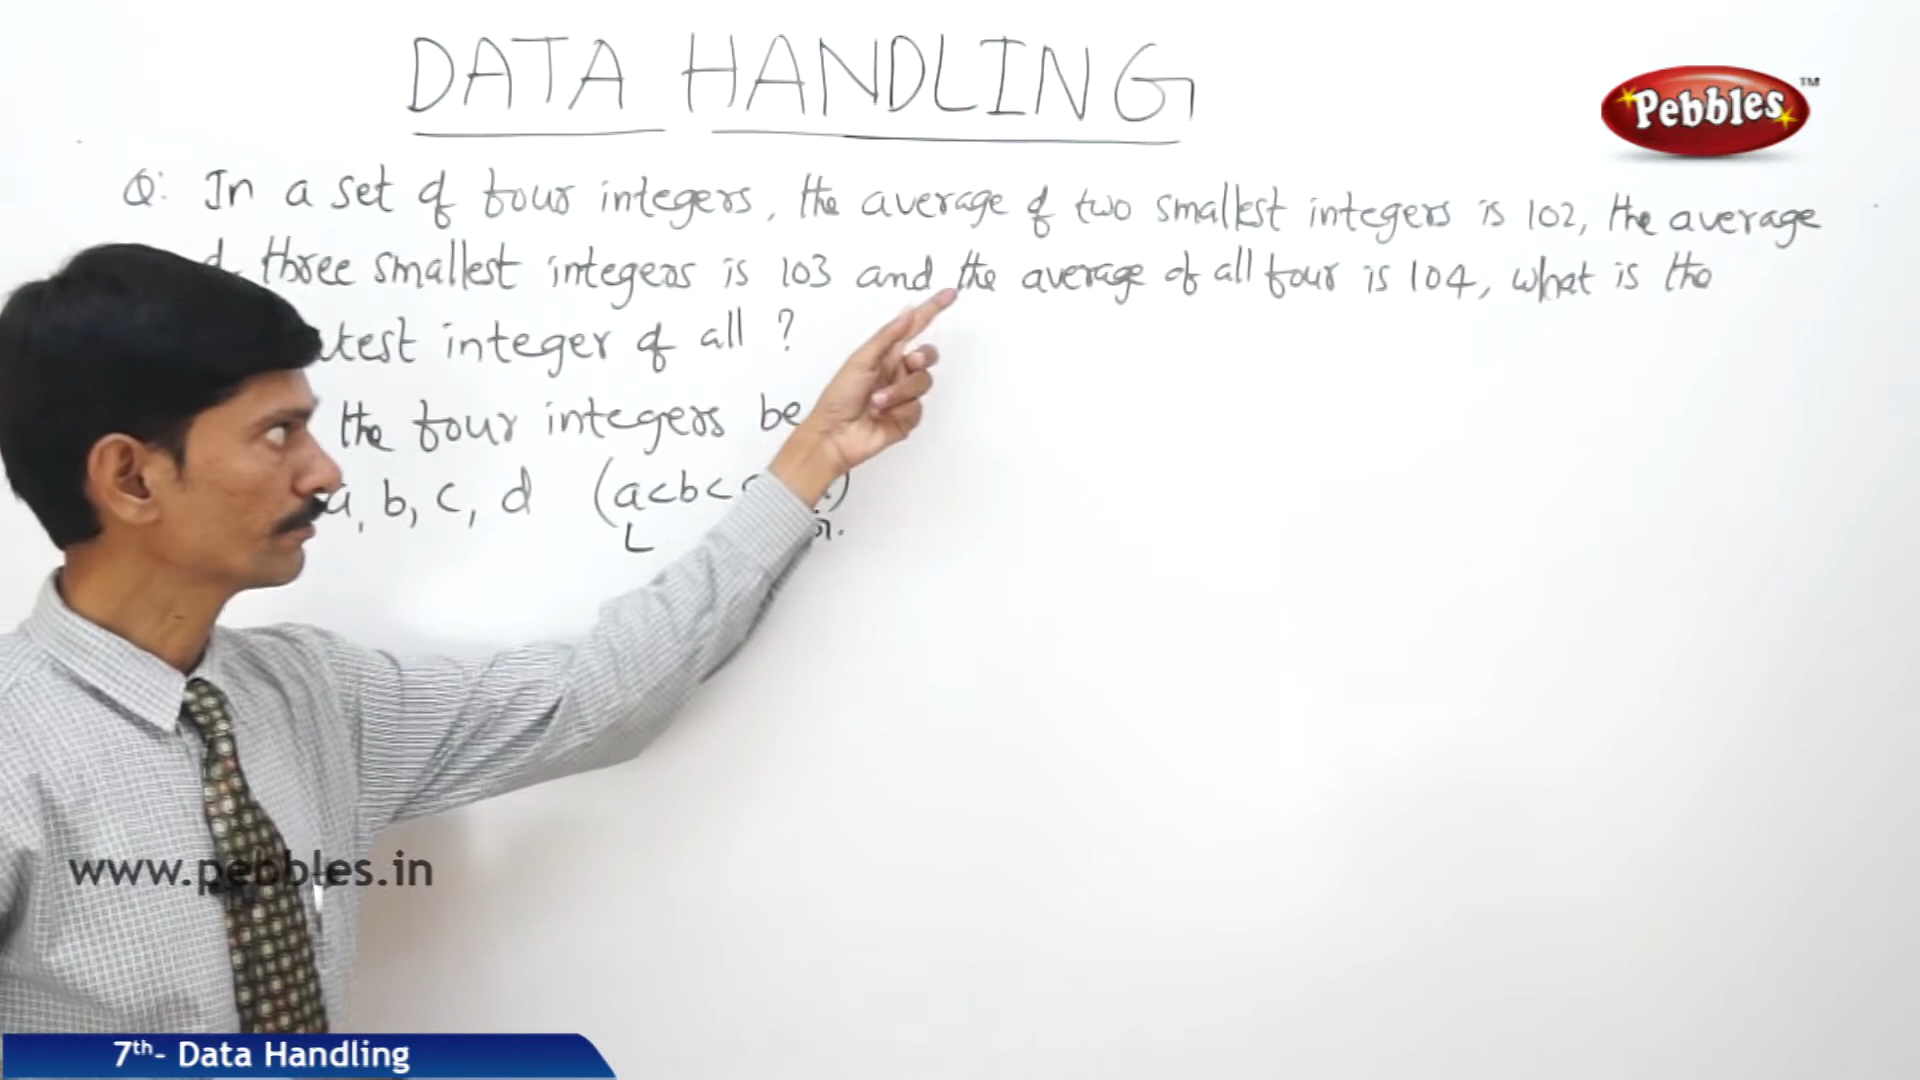 DATA HANDLING
Pebbles TM
Q: In a set of four integers, the average of two smallest integers is 102, the average
three smallest integers is 103 and the average of all four is 104, what is the
atest integer of all ?
the four integers be
a, b, c, d (a<b<
L
www.pebbles.in
7th- Data Handling